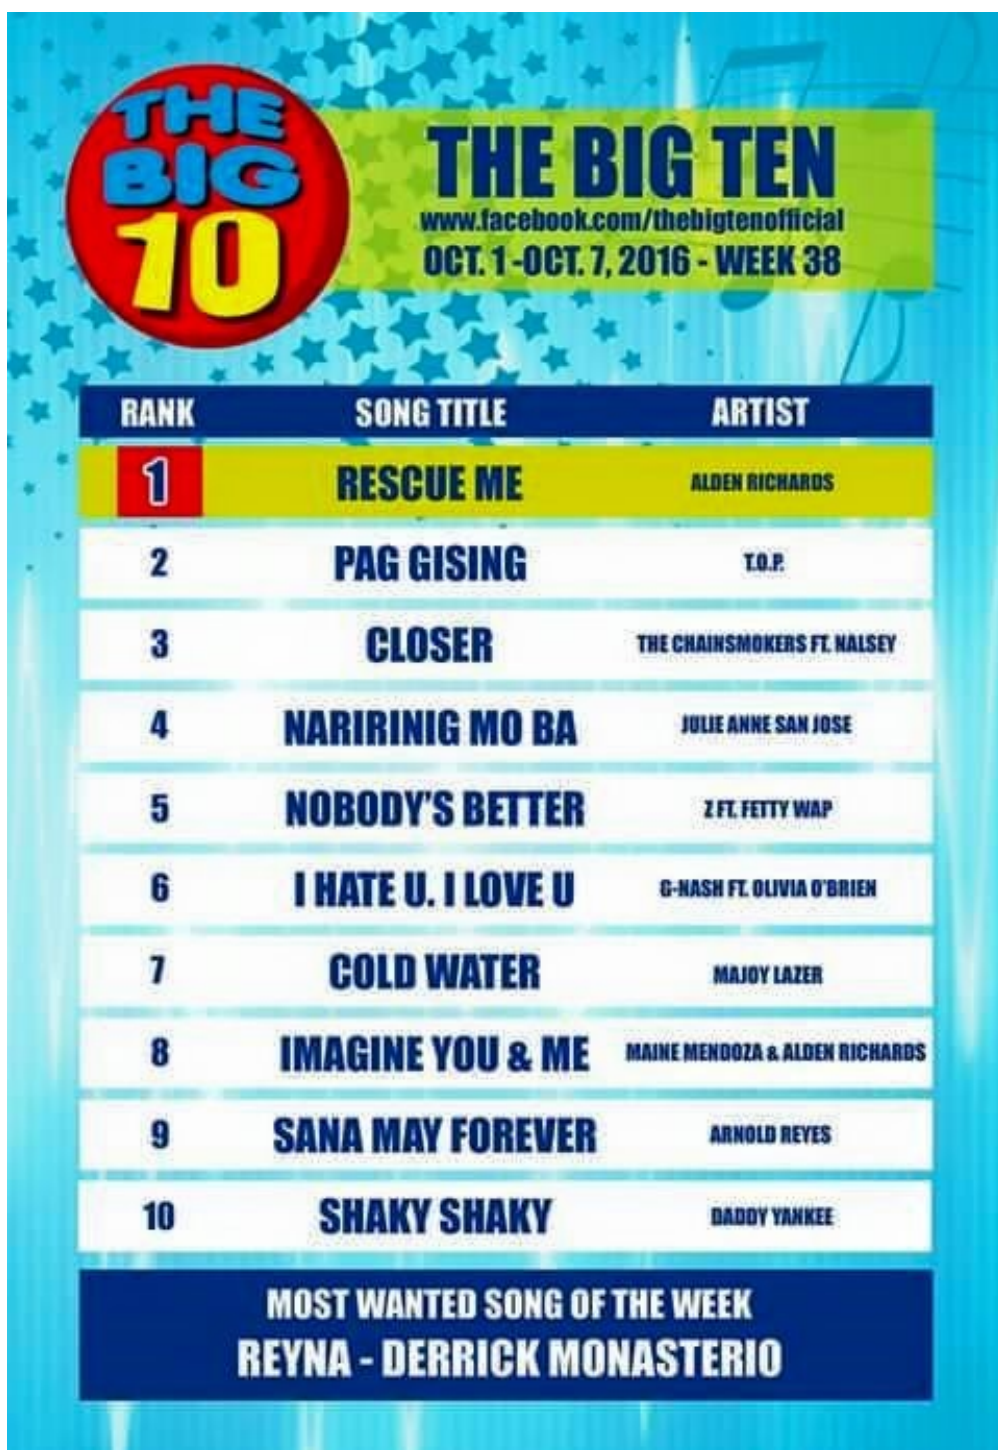 THE
BIG
10
THE BIG TEN
www.facebook.com/thebigtenofficial
OCT. 1-OCT. 7, 2016 - WEEK 38
RANK SONG TITLE ARTIST
1 RESCUE ME ALDEN RICHARDS
2 PAG GISING T.O.P.
3 CLOSER THE CHAINSMOKERS FT. NALSEY
4 NARIRINIG MO BA JULIE ANNE SAN JOSE
5 NOBODY'S BETTER Z FT. FETTY WAP
6 I HATE U. I LOVE U G-NASH FT. OLIVIA O'BRIEN
7 COLD WATER MAJOY LAZER
8 IMAGINE YOU & ME MAINE MENDOZA & ALDEN RICHARDS
9 SANA MAY FOREVER ARNOLD REYES
10 SHAKY SHAKY DADDY YANKEE
MOST WANTED SONG OF THE WEEK
REYNA - DERRICK MONASTERIO